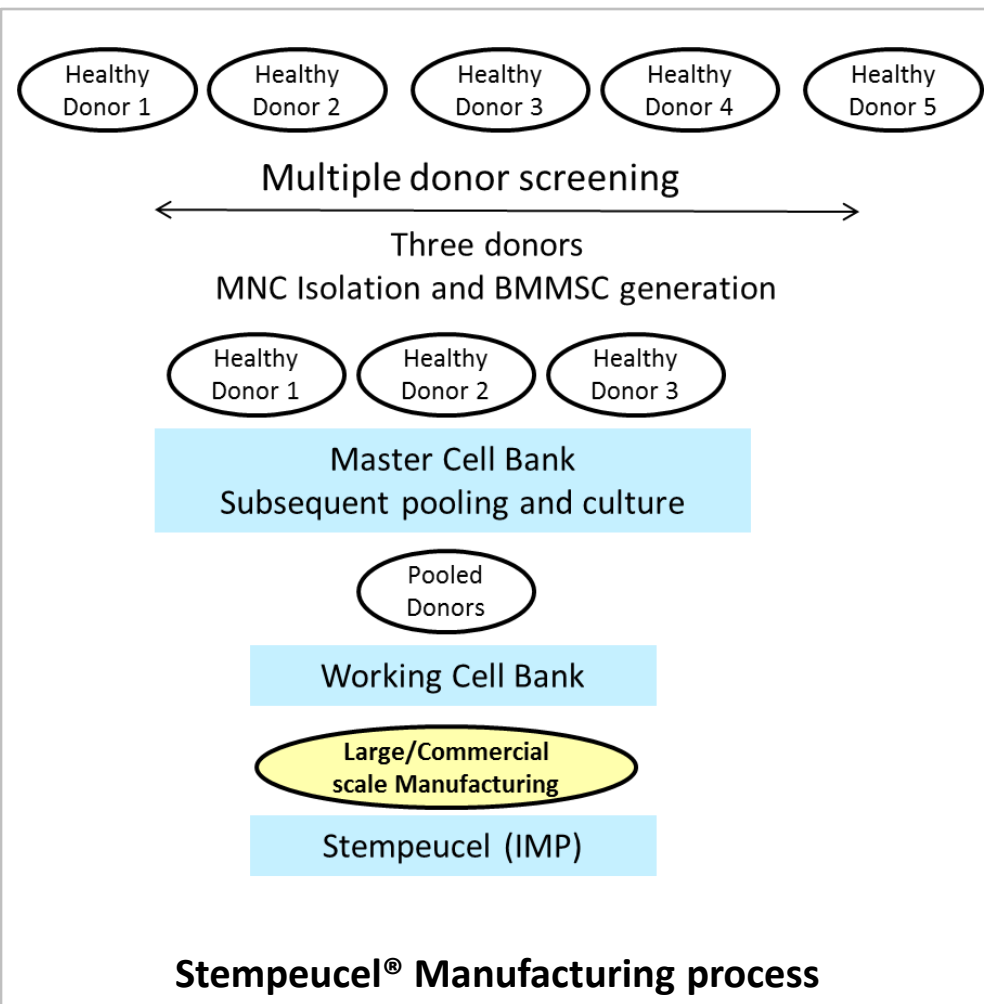 Healthy
Donor 1
Healthy
Donor 2
Healthy
Donor 3
Healthy
Donor 4
Healthy
Donor 5
Multiple donor screening
Three donors
MNC Isolation and BMMSC generation
Healthy
Donor 1
Healthy
Donor 2
Healthy
Donor 3
Master Cell Bank
Subsequent pooling and culture
Pooled
Donors
Working Cell Bank
Large/Commercial
scale Manufacturing
Stempeucel (IMP)
Stempeucel® Manufacturing process